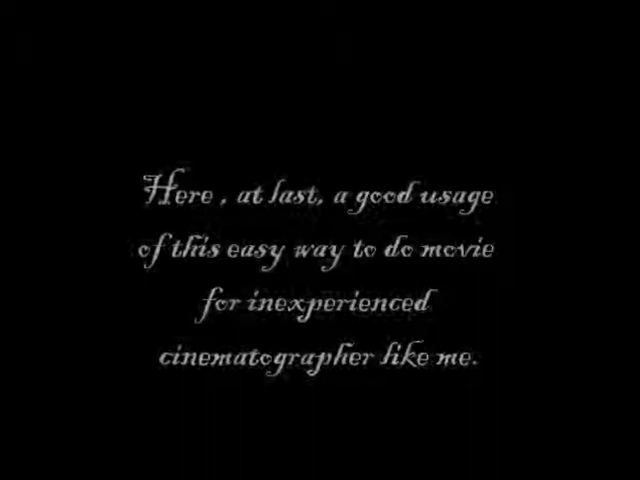 Here , at last, a good usage
of this easy way to do movie
for inexperienced
cinematographer like me.